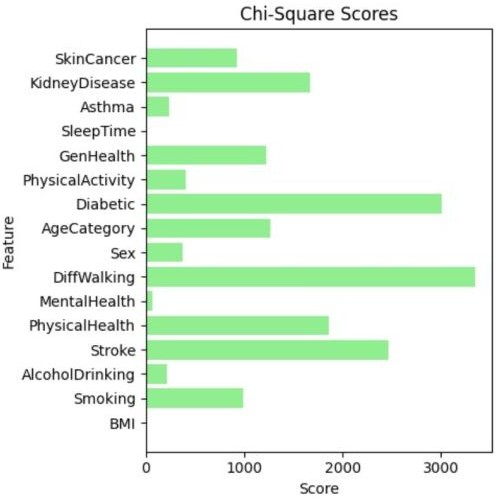 Chi-Square Scores
SkinCancer
KidneyDisease
Asthma
SleepTime
GenHealth
PhysicalActivity
Diabetic
AgeCategory
Sex
DiffWalking
MentalHealth
PhysicalHealth
Stroke
AlcoholDrinking
Smoking
BMI
Feature
0 1000 2000 3000
Score